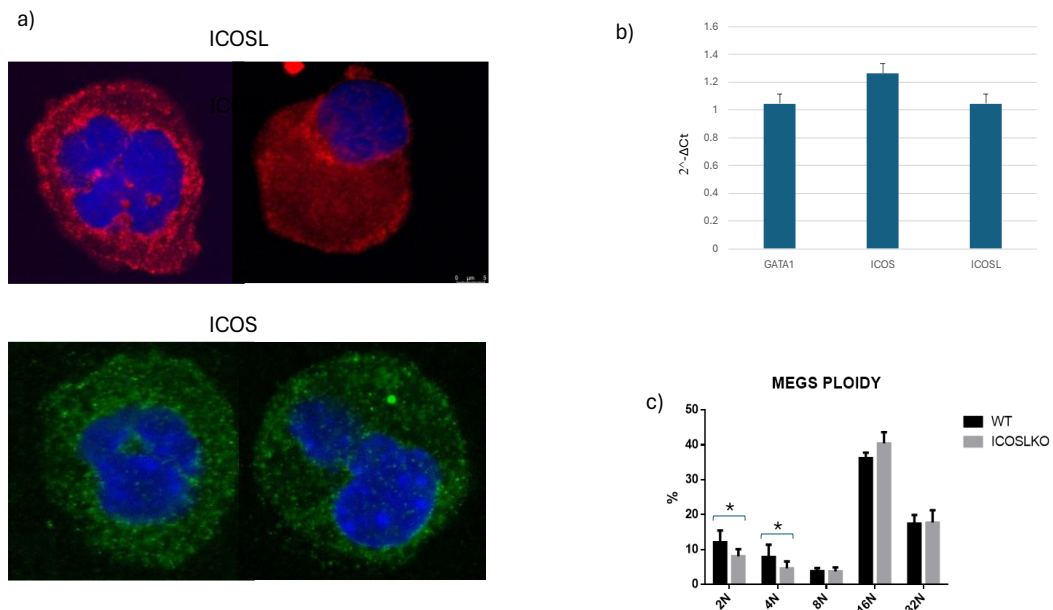 a)
ICOSL
IC
0 µm 9
ICOS
b)
1.6
1.4
1.2
1
0.8
0.6
0.4
0.2
0
2^-ΔCt
GATA1
ICOS
ICOSL
c)
MEGS PLOIDY
50
40
30
20
10
0
%
*
*
2N
4N
8N
16N
32N
WT
ICOSLKO